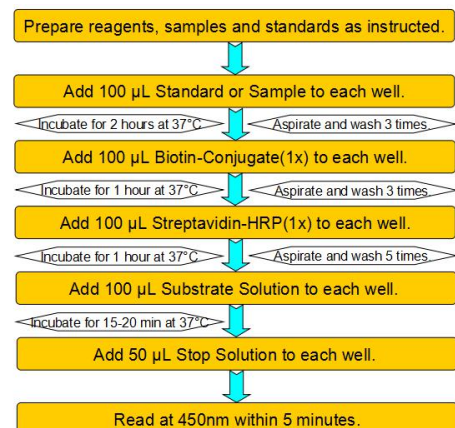 Prepare reagents, samples and standards as instructed.
Add 100 µL Standard or Sample to each well.
Incubate for 2 hours at 37°C
Aspirate and wash 3 times.
Add 100 µL Biotin-Conjugate(1x) to each well.
Incubate for 1 hour at 37°C
Aspirate and wash 3 times.
Add 100 µL Streptavidin-HRP(1x) to each well.
Incubate for 1 hour at 37°C
Aspirate and wash 5 times.
Add 100 µL Substrate Solution to each well.
Incubate for 15-20 min at 37°C
Add 50 µL Stop Solution to each well.
Read at 450nm within 5 minutes.